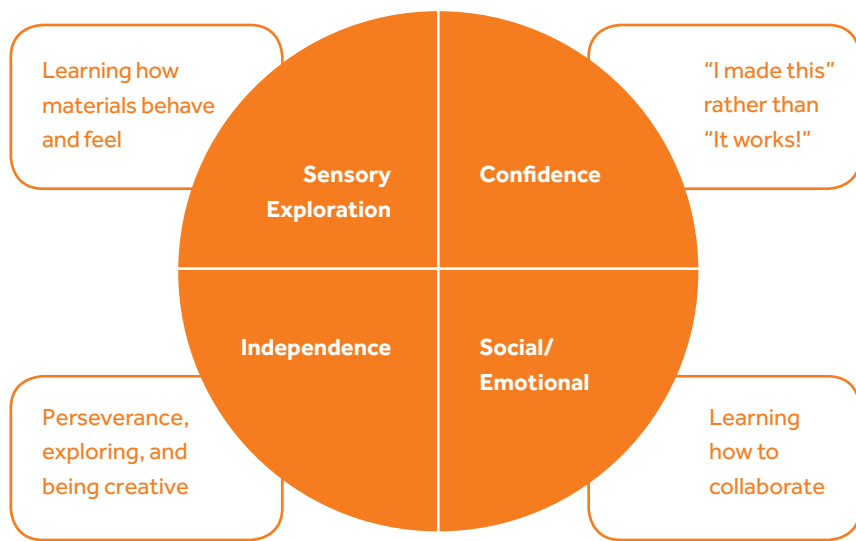 Learning how
materials behave
and feel
Sensory
Exploration
“I made this”
rather than
“It works!”
Confidence
Independence
Perseverance,
exploring, and
being creative
Social/
Emotional
Learning
how to
collaborate